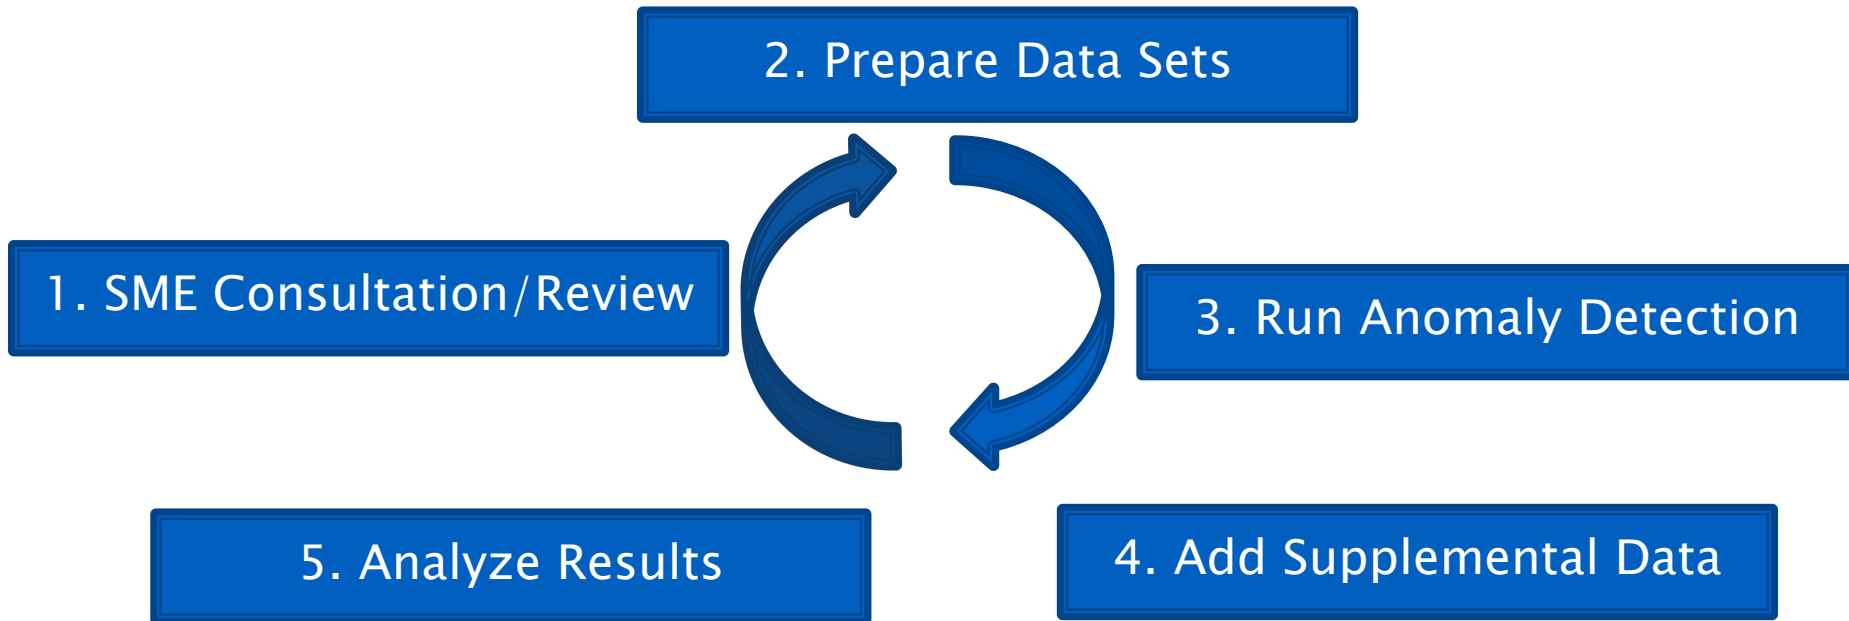 2. Prepare Data Sets
1. SME Consultation/Review
3. Run Anomaly Detection
5. Analyze Results
4. Add Supplemental Data